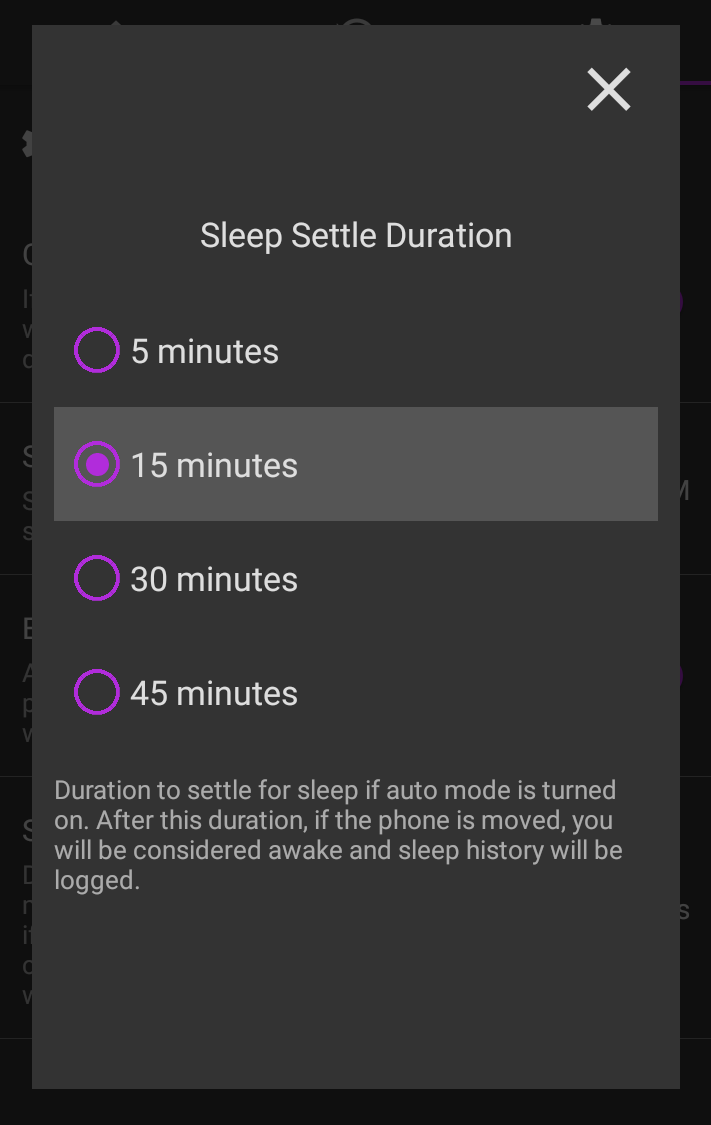 Sleep Settle Duration
5 minutes
15 minutes
30 minutes
45 minutes
Duration to settle for sleep if auto mode is turned
on. After this duration, if the phone is moved, you
will be considered awake and sleep history will be
logged.